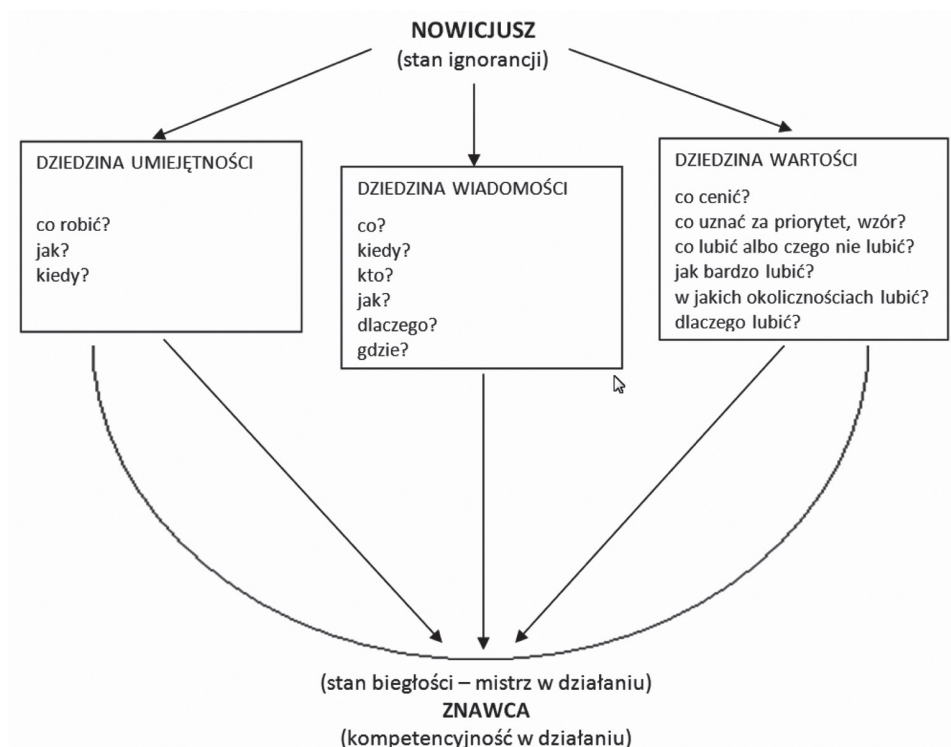 NOWICJUSZ
(stan ignorancji)
DZIEDZINA UMIEJĘTNOŚCI
co robić?
jak?
kiedy?
DZIEDZINA WIADOMOŚCI
co?
kiedy?
kto?
jak?
dlaczego?
gdzie?
DZIEDZINA WARTOŚCI
co cenić?
co uznać za priorytet, wzór?
co lubić albo czego nie lubić?
jak bardzo lubić?
w jakich okolicznościach lubić?
dlaczego lubić?
(stan biegłości – mistrz w działaniu)
ZNAWCA
(kompetencyjność w działaniu)